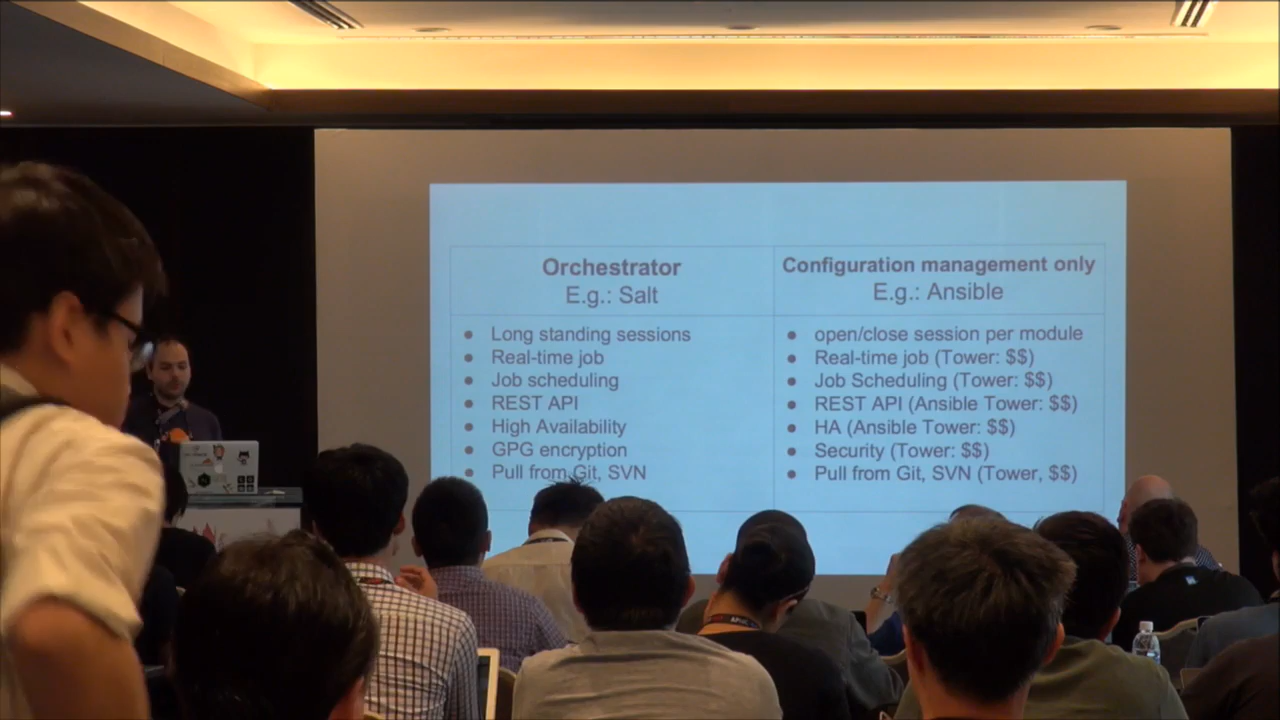 Orchestrator
E.g.: Salt
Configuration management only
E.g.: Ansible
● Long standing sessions
● Real-time job
● Job scheduling
● REST API
● High Availability
● GPG encryption
● Pull from Git, SVN
● open/close session per module
● Real-time job (Tower: $$)
● Job Scheduling (Tower: $$)
● REST API (Ansible Tower: $$)
● HA (Ansible Tower: $$)
● Security (Tower: $$)
● Pull from Git, SVN (Tower, $$)